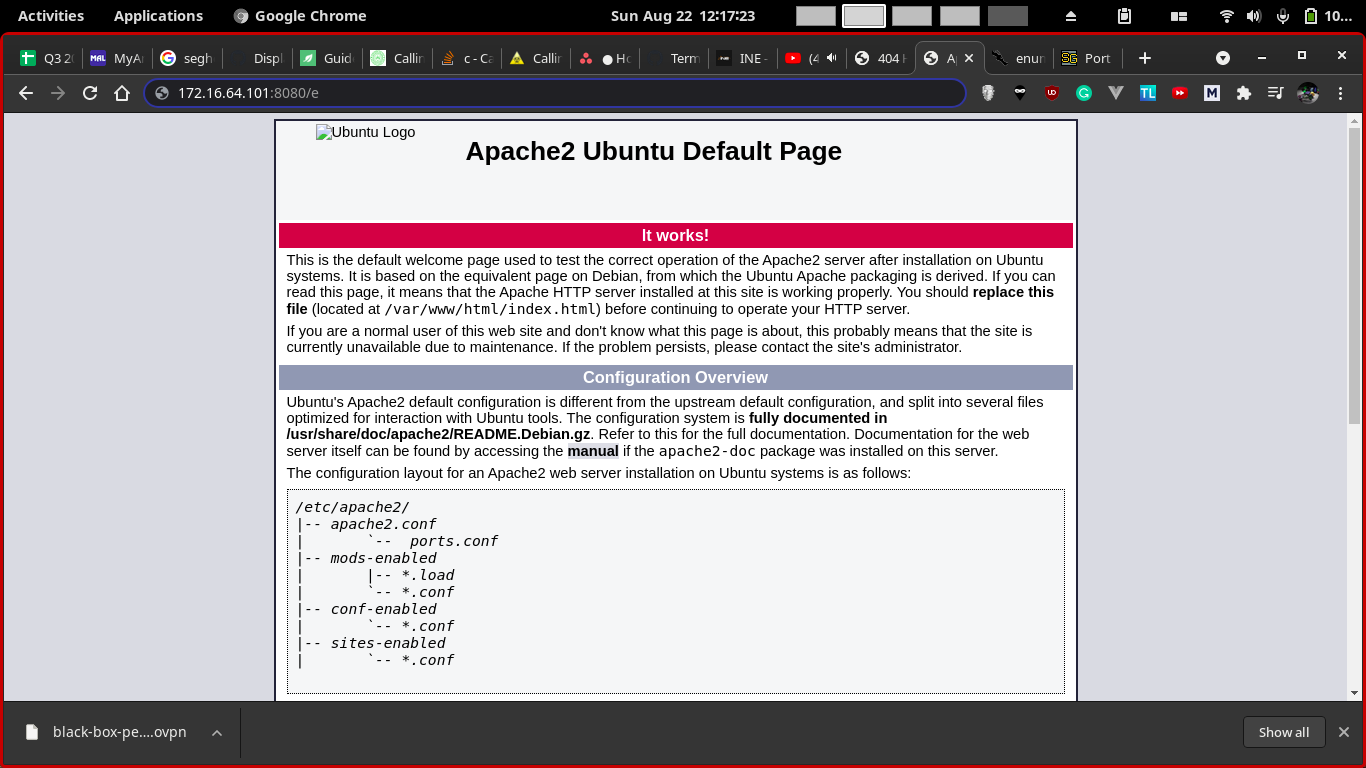 Activities Applications Google Chrome Sun Aug 22 12:17:23 10...
Q3 20 MyAn segh Displ Guid Callin c - Ca Callin Ho Term INE - (4 404 Ap enur Port
172.16.64.101:8080/e
Ubuntu Logo
Apache2 Ubuntu Default Page
It works!
This is the default welcome page used to test the correct operation of the Apache2 server after installation on Ubuntu
systems. It is based on the equivalent page on Debian, from which the Ubuntu Apache packaging is derived. If you can
read this page, it means that the Apache HTTP server installed at this site is working properly. You should replace this
file (located at /var/www/html/index.html) before continuing to operate your HTTP server.
If you are a normal user of this web site and don't know what this page is about, this probably means that the site is
currently unavailable due to maintenance. If the problem persists, please contact the site's administrator.
Configuration Overview
Ubuntu's Apache2 default configuration is different from the upstream default configuration, and split into several files
optimized for interaction with Ubuntu tools. The configuration system is fully documented in
/usr/share/doc/apache2/README.Debian.gz. Refer to this for the full documentation. Documentation for the web
server itself can be found by accessing the manual if the apache2-doc package was installed on this server.
The configuration layout for an Apache2 web server installation on Ubuntu systems is as follows:
/etc/apache2/
|-- apache2.conf
|       `--  ports.conf
|-- mods-enabled
|       |-- *.load
|       `-- *.conf
|-- conf-enabled
|       `-- *.conf
|-- sites-enabled
|       `-- *.conf
black-box-pe....ovpn Show all